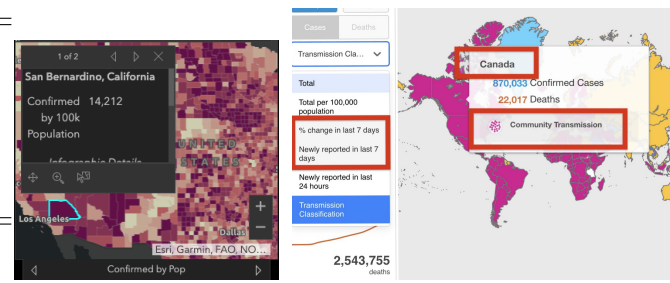 1 of 2
San Bernardino, California
Confirmed 14,212
by 100k
Population
Infographic Details
UNITED
STATES
Los Angeles
Dallas
+
−
Esri, Garmin, FAO, NO...
Confirmed by Pop
Cases
Deaths
Transmission Cla...
Total
Total per 100,000
population
% change in last 7 days
Newly reported in last 7
days
Newly reported in last
24 hours
Transmission
Classification
2,543,755
deaths
Canada
870,033 Confirmed Cases
22,017 Deaths
Community Transmission